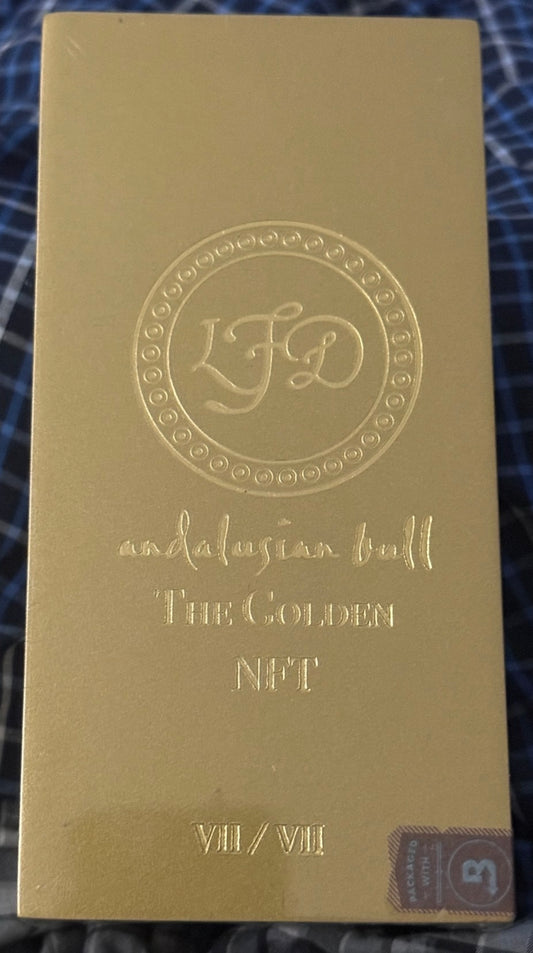 LFD
andalusian bull
THE GOLDEN
NFT
VII / VII
PACKAGED
WITH
B